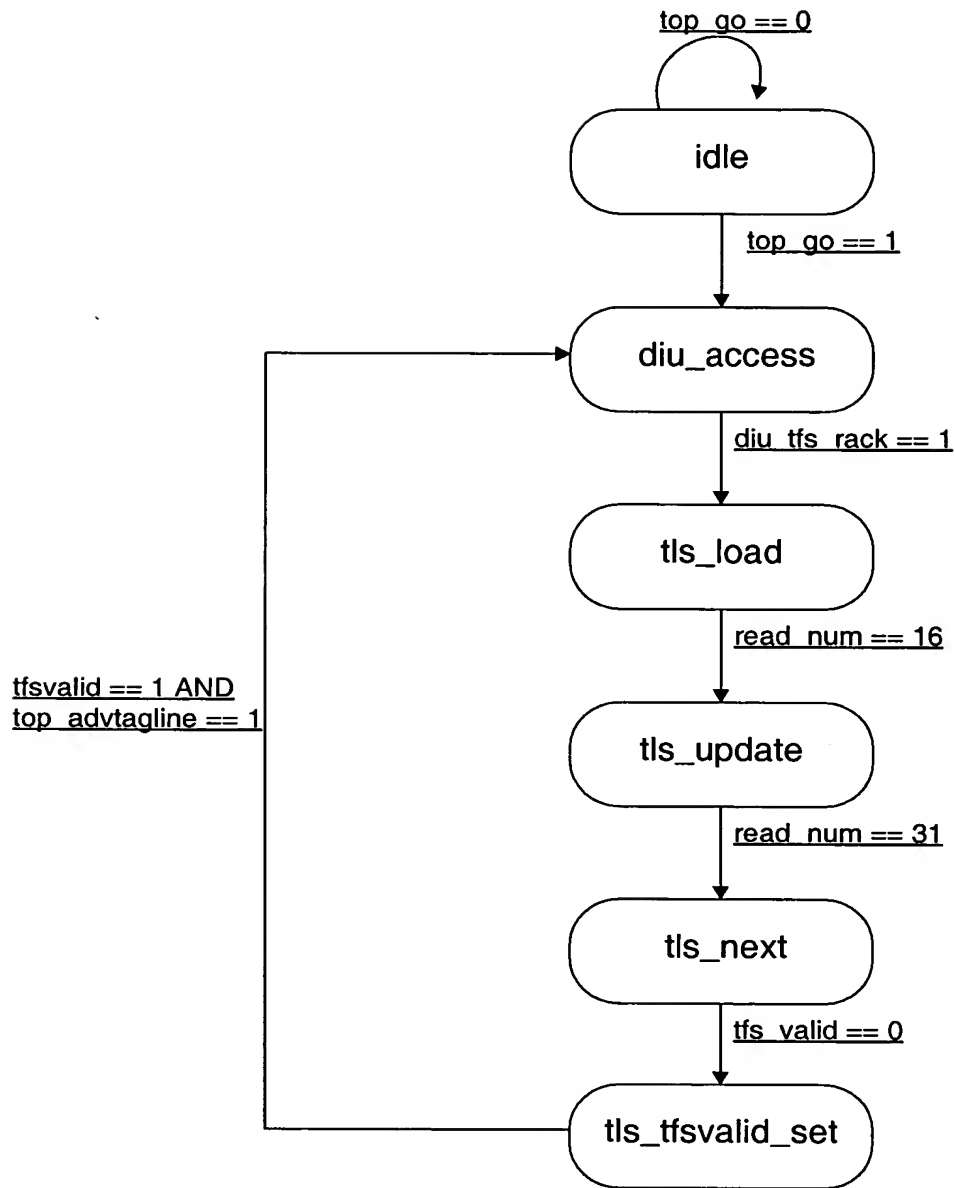 top_go == 0
idle
top_go == 1
diu_access
diu_tfs_rack == 1
tls_load
read_num == 16
tfsvalid == 1 AND
top_advtagline == 1
tls_update
read_num == 31
tls_next
tfs_valid == 0
tls_tfsvalid_set